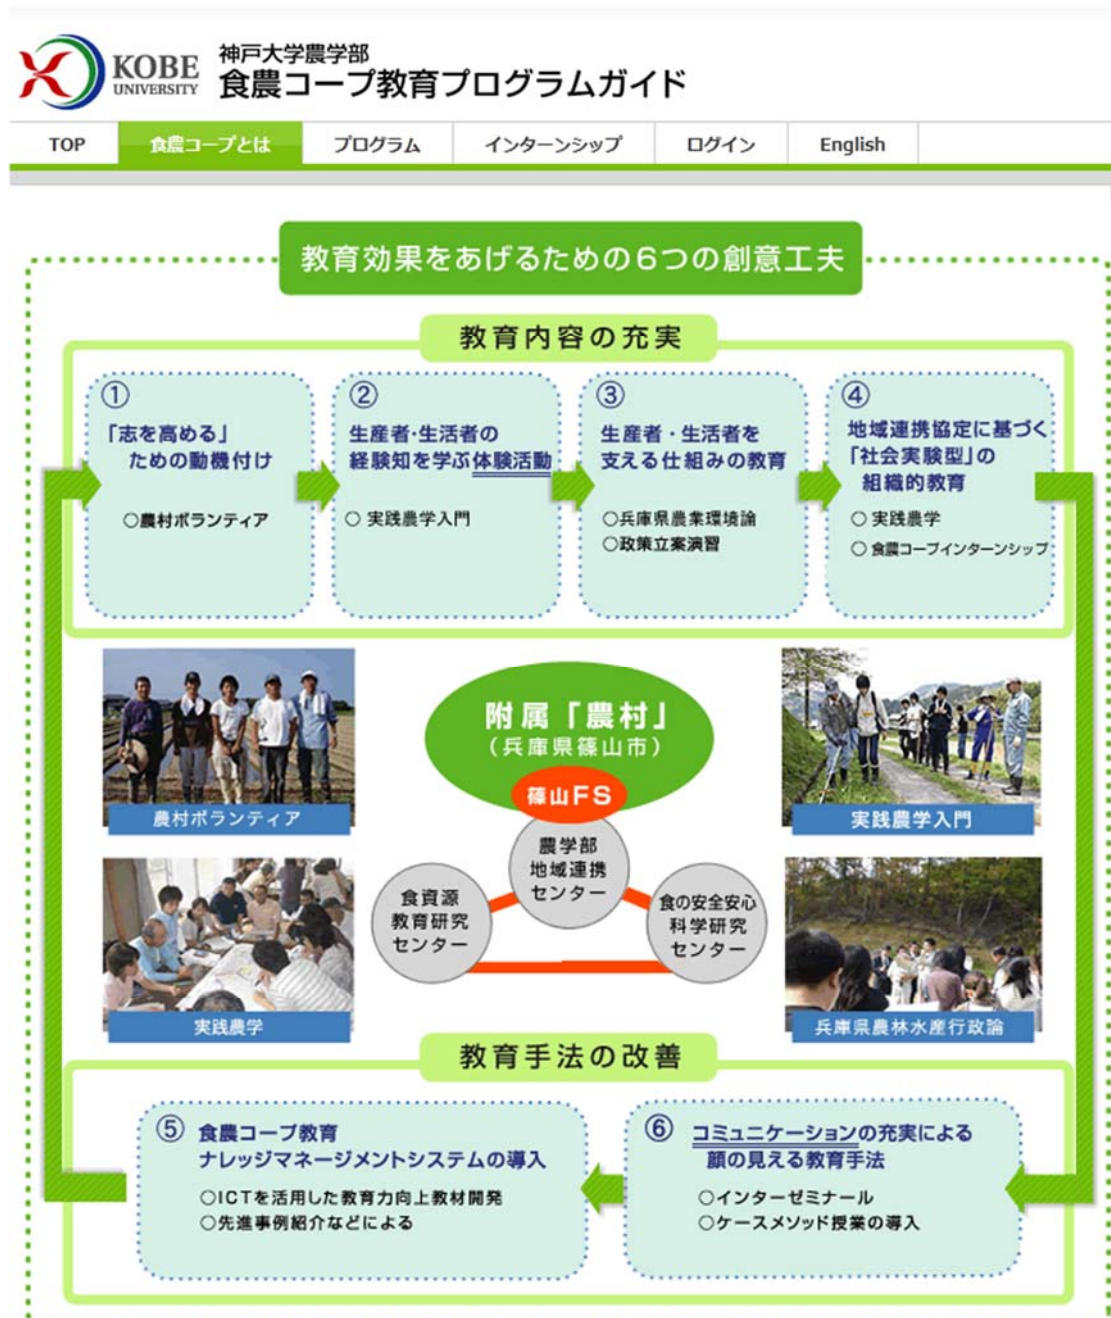 KOBE
UNIVERSITY
神戸大学農学部
食農コープ教育プログラムガイド
TOP
食農コープとは
プログラム
インターンシップ
ログイン
English
教育効果をあげるための6つの創意工夫
教育内容の充実
①
「志を高める」
ための動機付け
○農村ボランティア
②
生産者・生活者の
経験知を学ぶ体験活動
○ 実践農学入門
③
生産者・生活者を
支える仕組みの教育
○兵庫県農業環境論
○政策立案演習
④
地域連携協定に基づく
「社会実験型」の
組織的教育
○ 実践農学
○ 食農コープインターンシップ
農村ボランティア
附属「農村」
(兵庫県篠山市)
篠山FS
農学部
地域連携
センター
食資源
教育研究
センター
食の安全安心
科学研究
センター
実践農学入門
実践農学
兵庫県農林水産行政論
教育手法の改善
⑤ 食農コープ教育
ナレッジマネージメントシステムの導入
○ICTを活用した教育力向上教材開発
○先進事例紹介などによる
⑥ コミュニケーションの充実による
顔の見える教育手法
○インターゼミナール
○ケースメソッド授業の導入